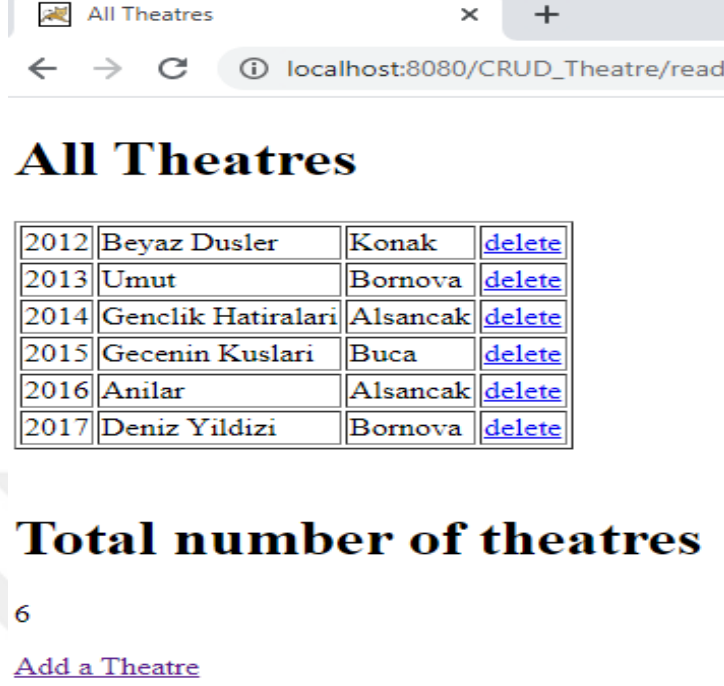 All Theatres
localhost:8080/CRUD_Theatre/read
All Theatres
2012 Beyaz Dusler Konak delete
2013 Umut Bornova delete
2014 Genclik Hatiralari Alsancak delete
2015 Gecenin Kuslari Buca delete
2016 Anilar Alsancak delete
2017 Deniz Yildizi Bornova delete
Total number of theatres
6
Add a Theatre